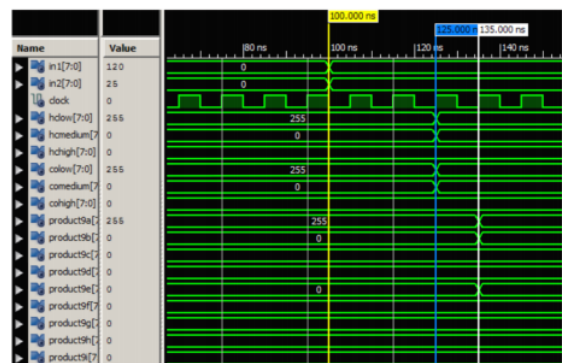 100.000 ns
125.000 n 135.000 ns
Name Value
80 ns 100 ns 120 n 140 ns
in1[7:0] 120 0
in2[7:0] 25 0
clock 0
hclow[7:0] 255 255
hcmedium[7 0 0
hchigh[7:0] 0
colow[7:0] 255 255
comedium[7 0 0
cohigh[7:0] 0
product9a[7 255 255
product9b[7 0 0
product9c[7 0
product9d[7 0
product9e[7 0 0
product9f[7 0
product9g[7 0
product9h[7 0
product9i[7 0